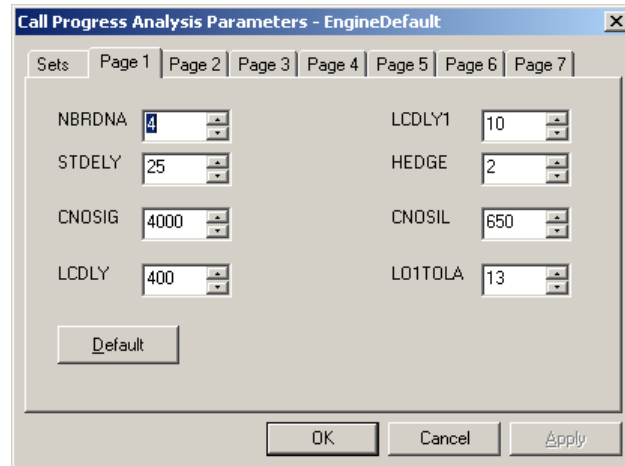 Call Progress Analysis Parameters - EngineDefault
Sets Page 1 Page 2 Page 3 Page 4 Page 5 Page 6 Page 7
NBRDNA 4 LCDLY1 10
STDELY 25 HEDGE 2
CNOSIG 4000 CNOSIL 650
LCDLY 400 LO1TOLA 13
Default
OK Cancel Apply